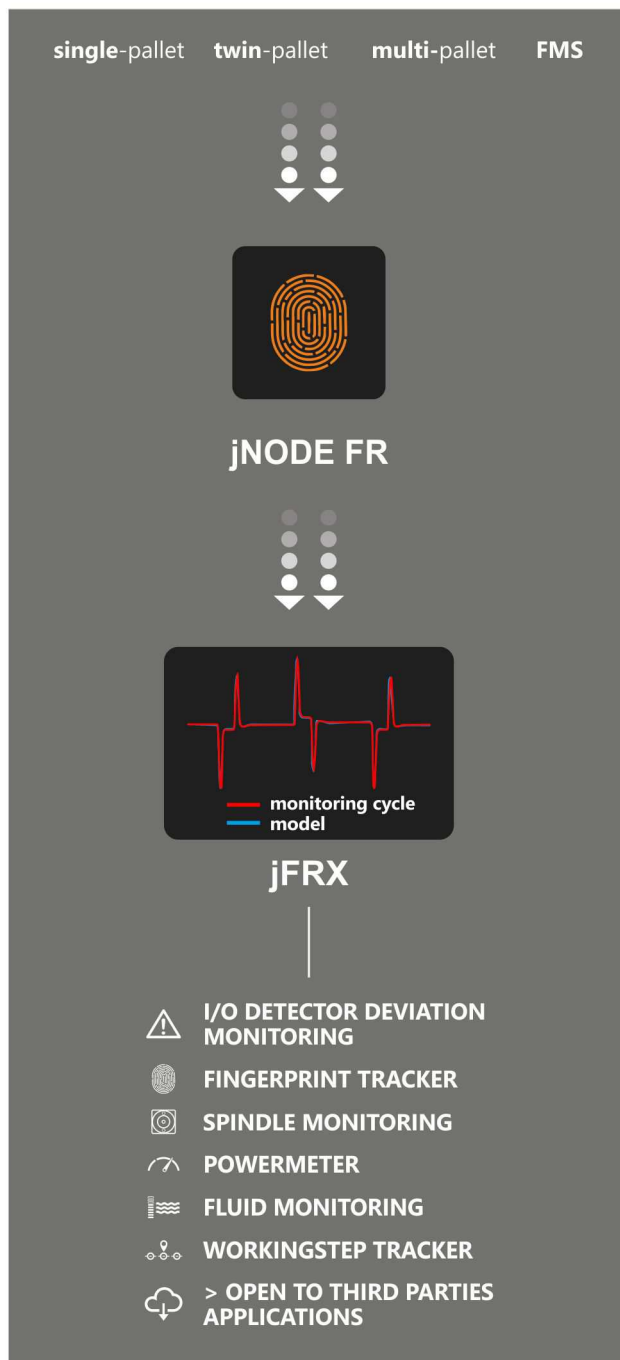 single-pallet twin-pallet multi-pallet FMS
jNODE FR
monitoring cycle
model
jFRX
I/O DETECTOR DEVIATION
MONITORING
FINGERPRINT TRACKER
SPINDLE MONITORING
POWERMETER
FLUID MONITORING
WORKINGSTEP TRACKER
> OPEN TO THIRD PARTIES
APPLICATIONS